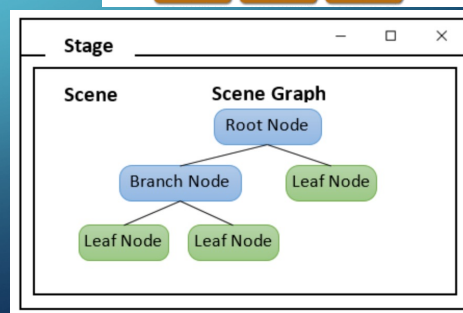 Stage
Scene
Scene Graph
Root Node
Branch Node
Leaf Node
Leaf Node
Leaf Node